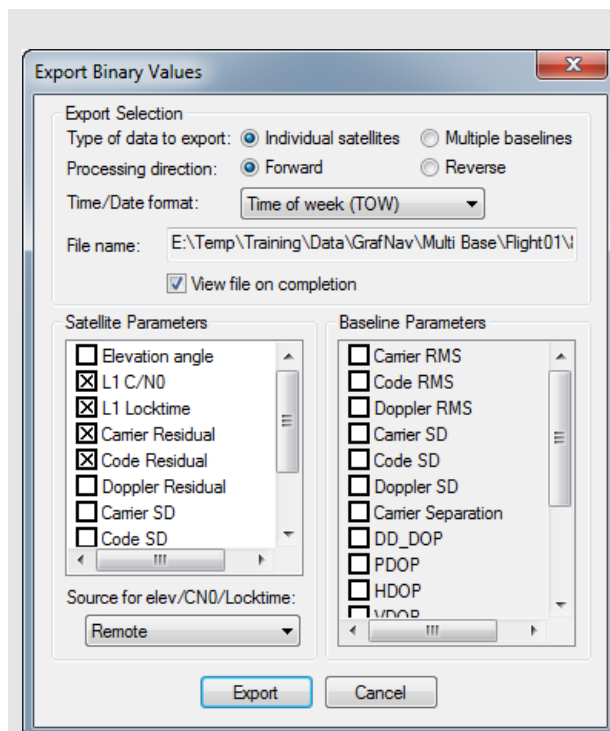 Export Binary Values
Export Selection
Type of data to export: Individual satellites Multiple baselines
Processing direction: Forward Reverse
Time/Date format: Time of week (TOW)
File name: E:\Temp\Training\Data\GrafNav\Multi Base\Flight01\
View file on completion
Satellite Parameters
Elevation angle
L1 C/N0
L1 Locktime
Carrier Residual
Code Residual
Doppler Residual
Carrier SD
Code SD
Source for elev/CN0/Locktime:
Remote
Baseline Parameters
Carrier RMS
Code RMS
Doppler RMS
Carrier SD
Code SD
Doppler SD
Carrier Separation
DD_DOP
PDOP
HDOP
VDOP
Export Cancel